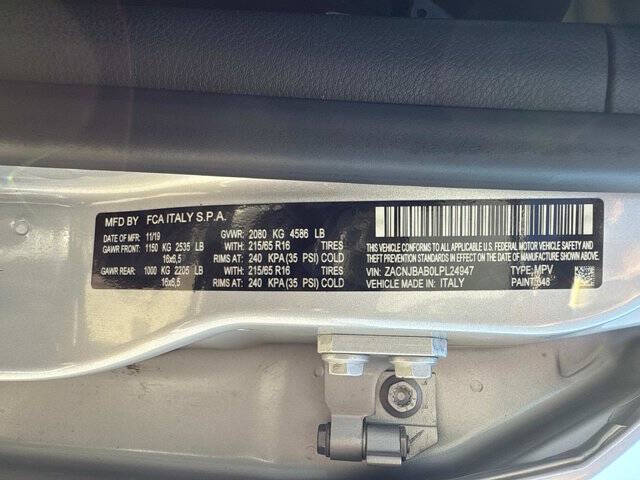 MFD BY FCA ITALY S.P.A.
DATE OF MFR: 11/19 GVWR: 2080 KG 4586 LB
GAWR FRONT: 1150 KG 2535 LB WITH: 215/65 R16 TIRES
16x6,5 RIMS AT: 240 KPA (35 PSI) COLD
GAWR REAR: 1000 KG 2205 LB WITH: 215/65 R16 TIRES
16x6,5 RIMS AT: 240 KPA (35 PSI) COLD
THIS VEHICLE CONFORMS TO ALL APPLICABLE U.S.A.
FEDERAL MOTOR VEHICLE SAFETY, BUMPER, AND THEFT
PREVENTION STANDARDS IN EFFECT ON THE DATE OF MANUFACTURE SHOWN ABOVE.
VIN: ZACNJBAB0LPL24947 TYPE: MPV
VEHICLE MADE IN: ITALY PAINT: 648